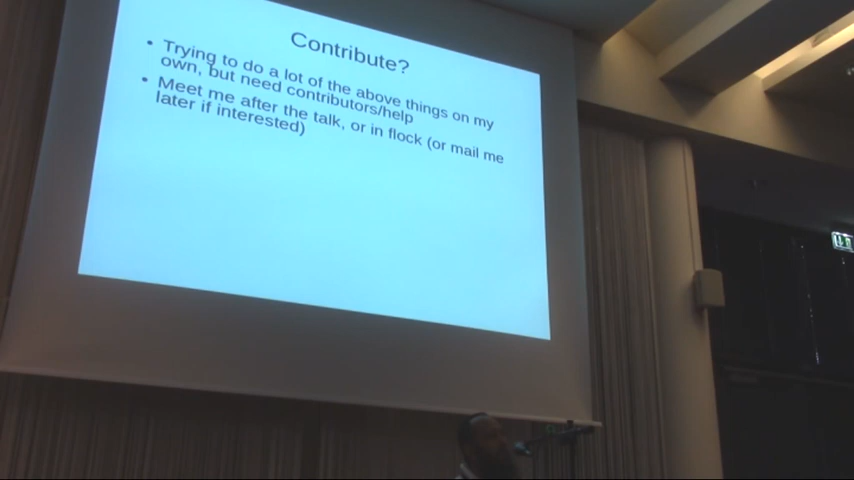 Contribute?
• Trying to do a lot of the above things on my
own, but need contributors/help
• Meet me after the talk, or in flock (or mail me
later if interested)